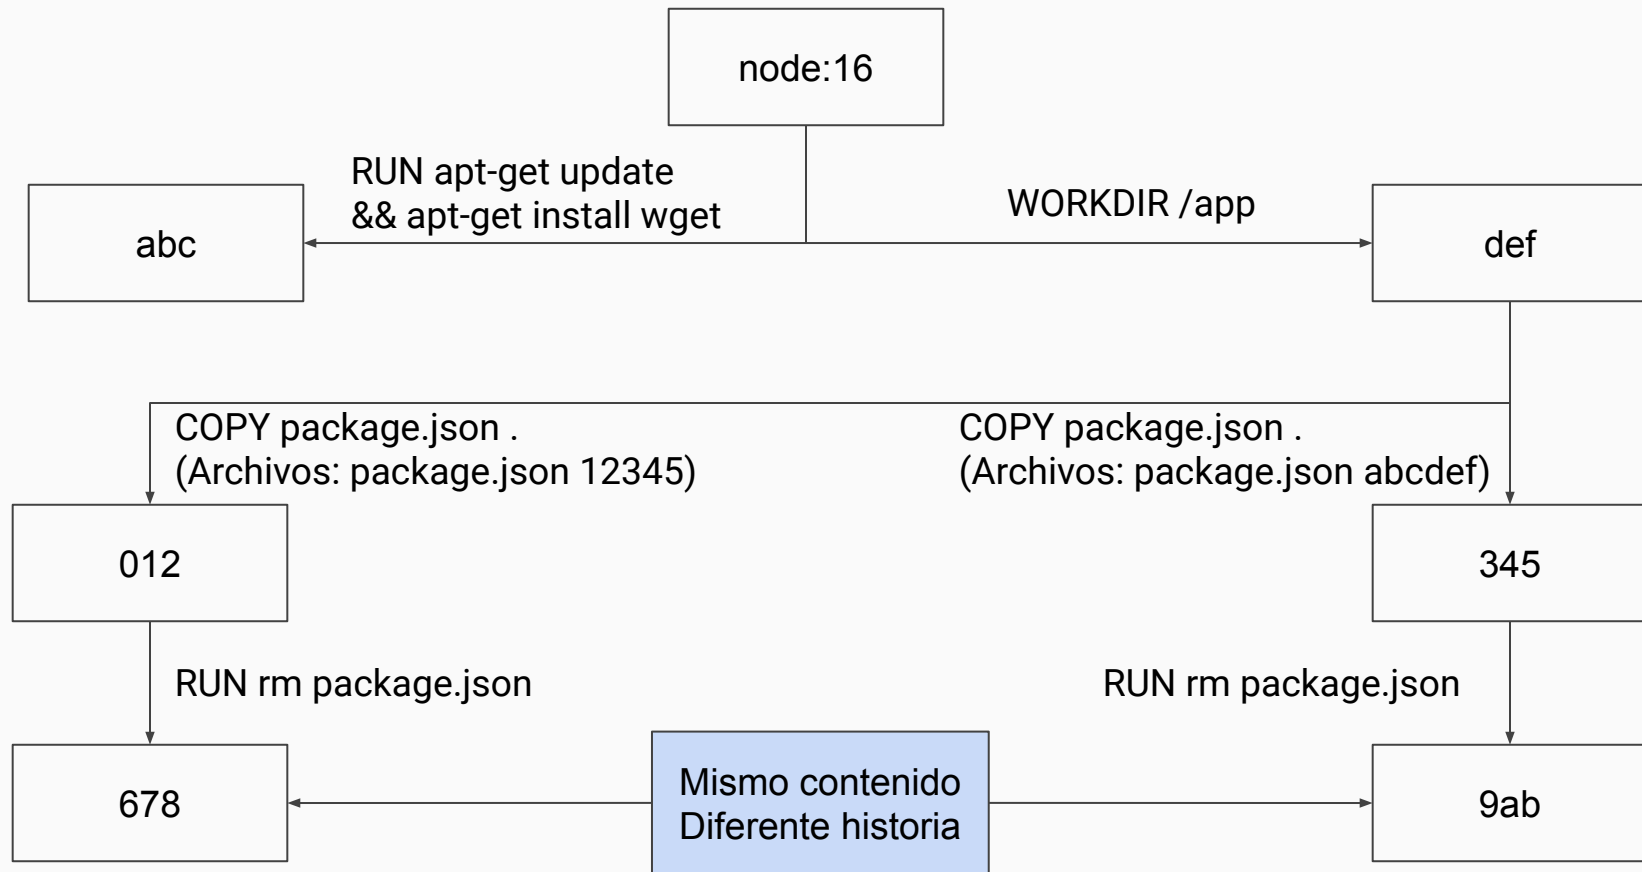 node:16
RUN apt-get update
&& apt-get install wget
WORKDIR /app
abc
def
COPY package.json .
(Archivos: package.json 12345)
COPY package.json .
(Archivos: package.json abcdef)
012
345
RUN rm package.json
RUN rm package.json
678
Mismo contenido
Diferente historia
9ab